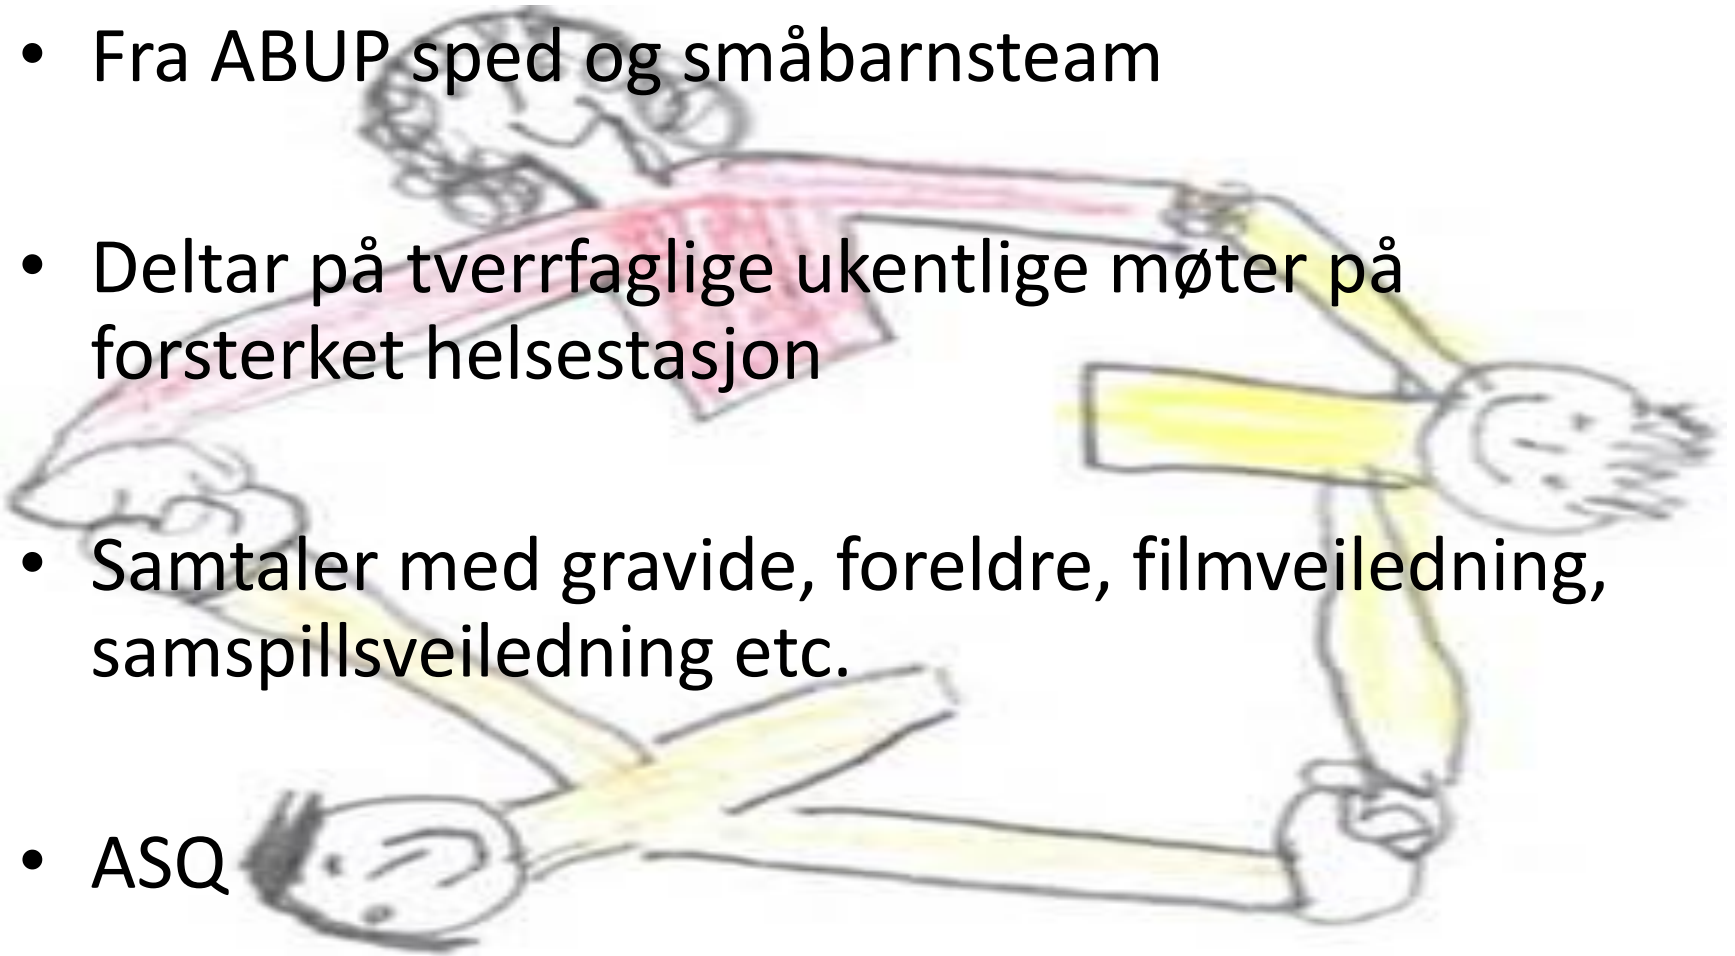 • Fra ABUP sped og småbarnsteam
• Deltar på tverrfaglige ukentlige møter på
forsterket helsestasjon
• Samtaler med gravide, foreldre, filmveiledning,
samspillsveiledning etc.
• ASQ